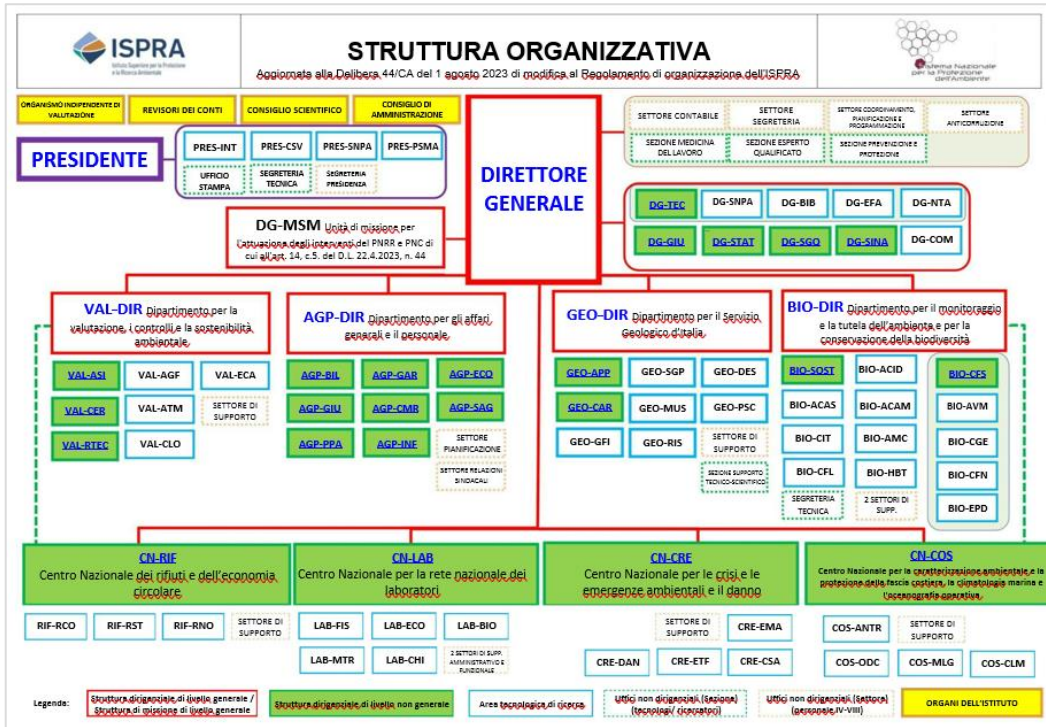 ISPRA
Istituto Superiore per la Protezione
e la Ricerca Ambientale
STRUTTURA ORGANIZZATIVA
Aggiornata alla Delibera 44/CA del 1 agosto 2023 di modifica al Regolamento di organizzazione dell'ISPRA
Sistema Nazionale
per la Protezione
dell'Ambiente
ORGANISMO INDIPENDENTE DI
VALUTAZIONE
REVISORI DEI CONTI
CONSIGLIO SCIENTIFICO
CONSIGLIO DI
AMMINISTRAZIONE
PRESIDENTE
PRES-INT
PRES-CSV
PRES-SNPA
PRES-PSMA
UFFICIO
STAMPA
SEGRETERIA
TECNICA
SEGRETERIA
PRESIDENZA
DIRETTORE
GENERALE
SETTORE CONTABILE
SETTORE
SEGRETERIA
SETTORE COORDINAMENTO,
PIANIFICAZIONE E
PROGRAMMAZIONE
SETTORE
ANTICORRUZIONE
SEZIONE MEDICINA
DEL LAVORO
SEZIONE ESPERTO
QUALIFICATO
SEZIONE PREVENZIONE E
PROTEZIONE
DG-TEC
DG-SNPA
DG-BIB
DG-EFA
DG-NTA
DG-GIU
DG-STAT
DG-SGQ
DG-SINA
DG-COM
DG-MSM Unità di missione per
l'attuazione degli interventi del PNRR e PNC di
cui all'art. 14, c.5. del D.L. 22.4.2023, n. 44
VAL-DIR Dipartimento per la
valutazione, i controlli e la sostenibilità
ambientale
AGP-DIR Dipartimento per gli affari
generali e il personale
GEO-DIR Dipartimento per il Servizio
Geologico d'Italia
BIO-DIR Dipartimento per il monitoraggio
e la tutela dell'ambiente e per la
conservazione della biodiversità
VAL-ASI
VAL-AGF
VAL-ECA
VAL-CER
VAL-ATM
SETTORE DI
SUPPORTO
VAL-RTEC
VAL-CLO
AGP-BIL
AGP-GAR
AGP-ECO
AGP-GIU
AGP-CMR
AGP-SAG
AGP-PPA
AGP-INF
SETTORE
PIANIFICAZIONE
SETTORE RELAZIONI
SINDACALI
GEO-APP
GEO-SGP
GEO-DES
GEO-CAR
GEO-MUS
GEO-PSC
GEO-GFI
GEO-RIS
SETTORE DI
SUPPORTO
SEZIONE SUPPORTO
TECNICO-SCIENTIFICO
BIO-SOST
BIO-ACID
BIO-CFS
BIO-ACAS
BIO-ACAM
BIO-AVM
BIO-CIT
BIO-AMC
BIO-CGE
BIO-CFL
BIO-HBT
BIO-CFN
SEGRETERIA
TECNICA
2 SETTORI DI
SUPP.
BIO-EPD
CN-RIF
Centro Nazionale dei rifiuti e dell'economia
circolare
CN-LAB
Centro Nazionale per la rete nazionale dei
laboratori
CN-CRE
Centro Nazionale per le crisi e le
emergenze ambientali e il danno
CN-COS
Centro Nazionale per la caratterizzazione ambientale e la
protezione della fascia costiera, la climatologia marina e
l'oceanografia operativa
RIF-RCO
RIF-RST
RIF-RNO
SETTORE DI
SUPPORTO
LAB-FIS
LAB-ECO
LAB-BIO
LAB-MTR
LAB-CHI
2 SETTORI DI SUPP.
AMMINISTRATIVO E
FUNZIONALE
SETTORE DI
SUPPORTO
CRE-EMA
CRE-DAN
CRE-ETF
CRE-CSA
COS-ANTR
SETTORE DI
SUPPORTO
COS-ODC
COS-MLG
COS-CLM
Legenda:
Struttura dirigenziale di livello generale /
Struttura di missione di livello generale
Struttura dirigenziale di livello non generale
Area tecnologica di ricerca
Uffici non dirigenziali (Sezione)
(tecnologi/ ricercatori)
Uffici non dirigenziali (Settore)
(personale IV-VIII)
ORGANI DELL'ISTITUTO